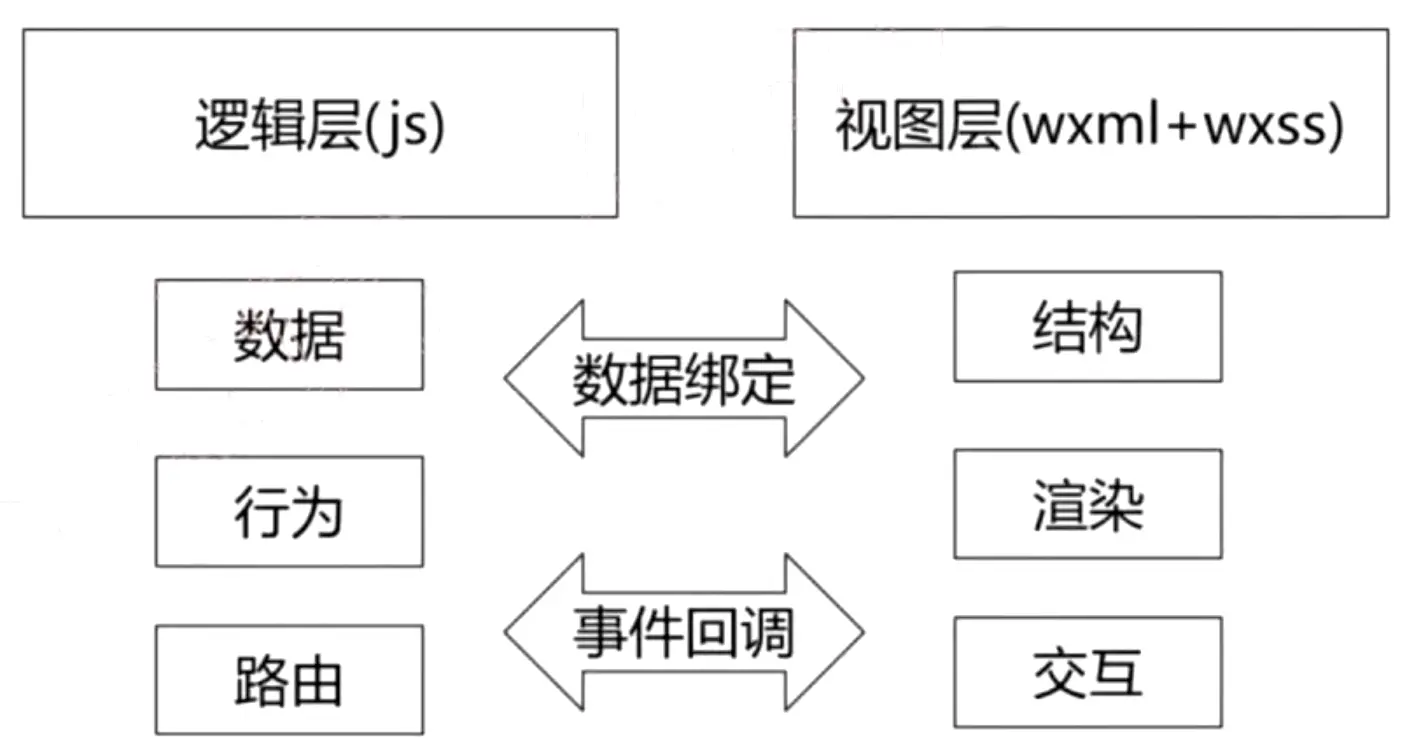 逻辑层(js)
视图层(wxml+wxss)
数据
数据绑定
结构
行为
渲染
事件回调
路由
交互